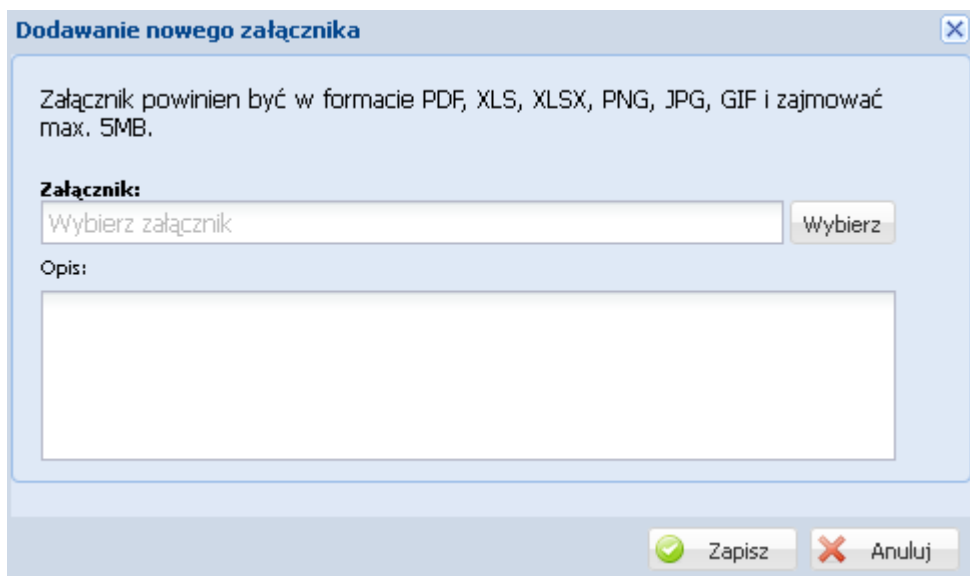 Dodawanie nowego załącznika
Załącznik powinien być w formacie PDF, XLS, XLSX, PNG, JPG, GIF i zajmować
max. 5MB.
Załącznik:
Wybierz załącznik
Wybierz
Opis:
Zapisz
Anuluj